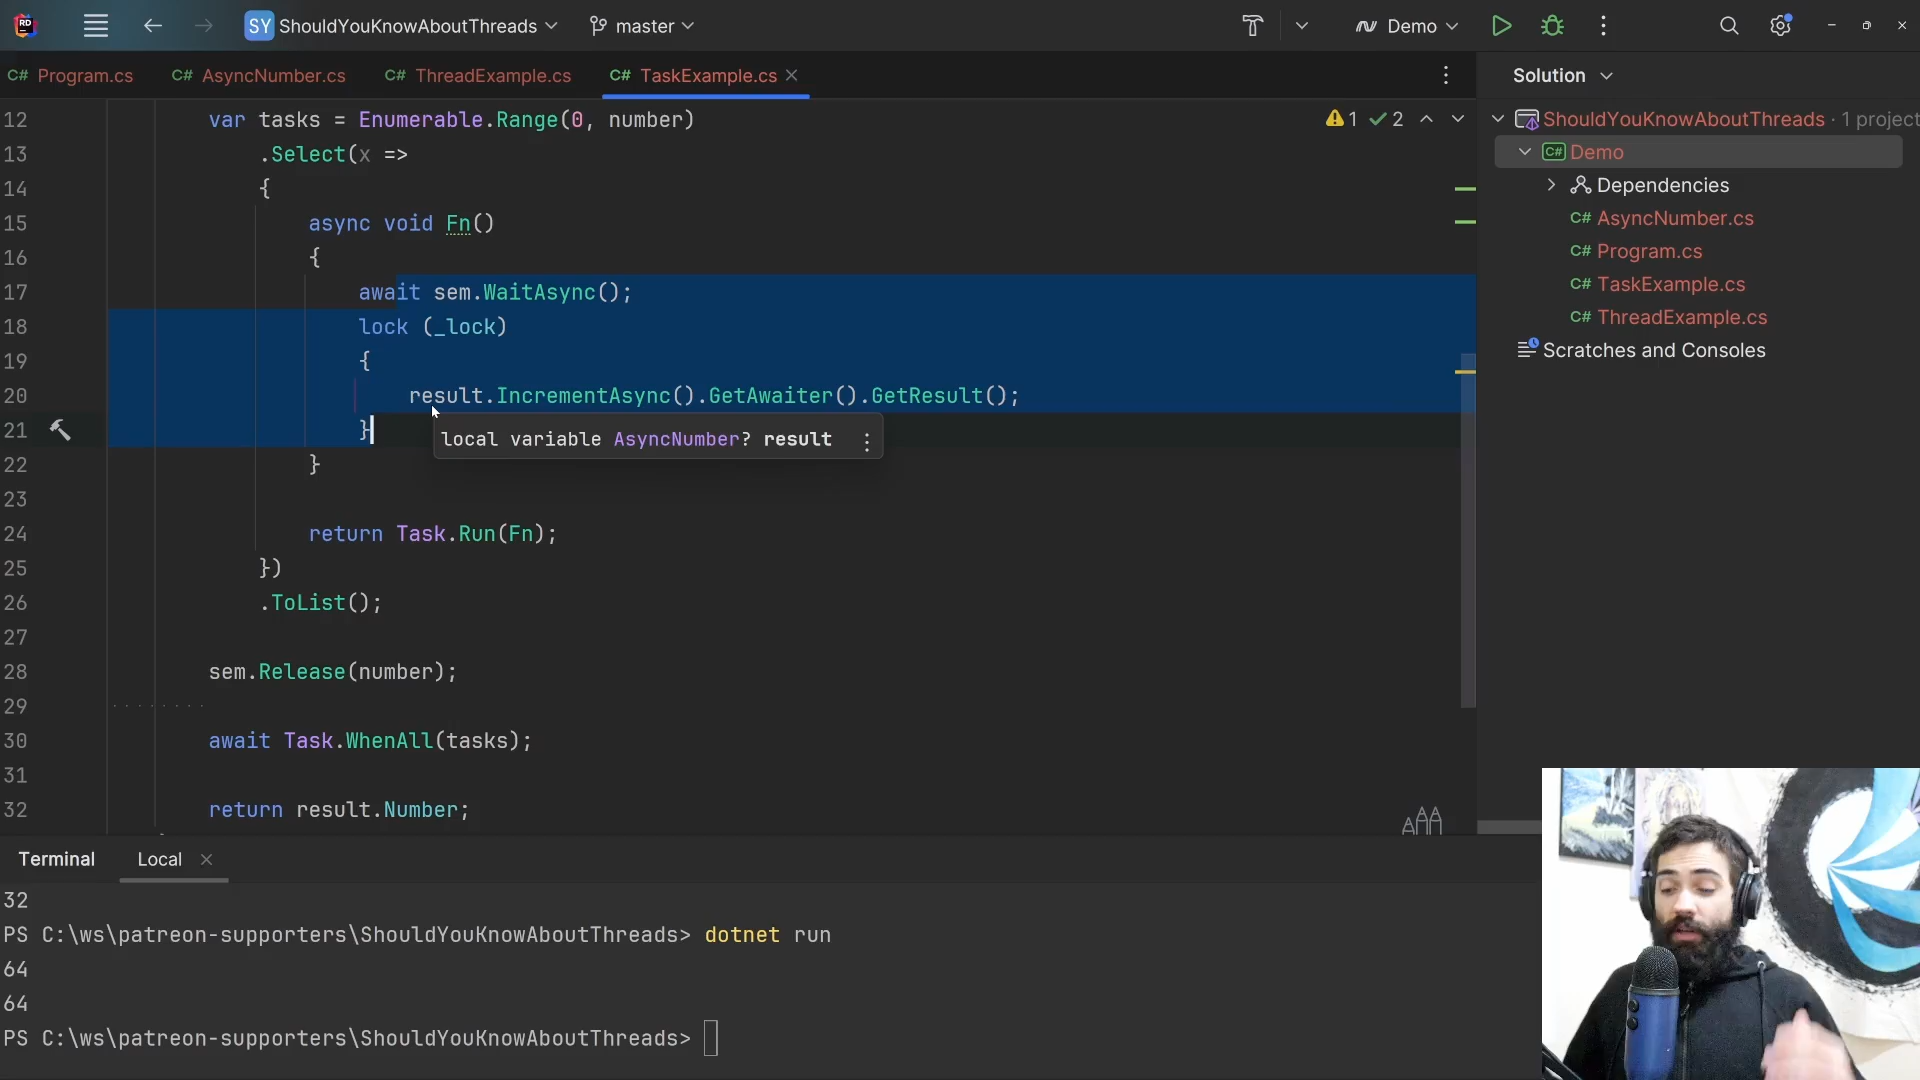 RD
SY ShouldYouKnowAboutThreads
master
Demo
C# Program.cs
C# AsyncNumber.cs
C# ThreadExample.cs
C# TaskExample.cs
12 var tasks = Enumerable.Range(0, number)
1 2
13 .Select(x =>
14 {
15 async void Fn()
16 {
17 await sem.WaitAsync();
18 lock (_lock)
19 {
20 result.IncrementAsync().GetAwaiter().GetResult();
21 }
local variable AsyncNumber? result
22 }
23
24 return Task.Run(Fn);
25 })
26 .ToList();
27
28 sem.Release(number);
29
30 await Task.WhenAll(tasks);
31
32 return result.Number;
Solution
ShouldYouKnowAboutThreads · 1 project
C# Demo
Dependencies
C# AsyncNumber.cs
C# Program.cs
C# TaskExample.cs
C# ThreadExample.cs
Scratches and Consoles
Terminal Local
32
PS C:\ws\patreon-supporters\ShouldYouKnowAboutThreads> dotnet run
64
64
PS C:\ws\patreon-supporters\ShouldYouKnowAboutThreads>